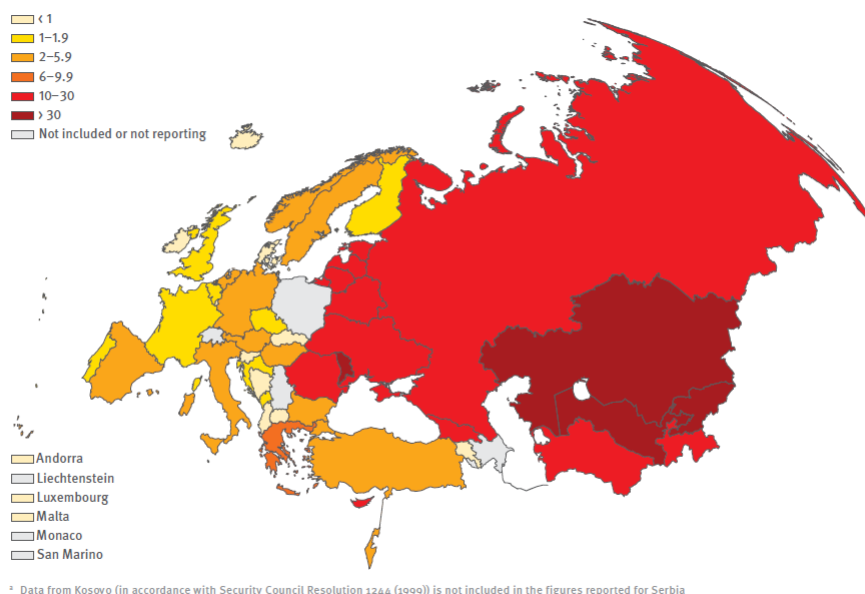 < 1
1–1.9
2–5.9
6–9.9
10–30
> 30
Not included or not reporting
Andorra
Liechtenstein
Luxembourg
Malta
Monaco
San Marino
² Data from Kosovo (in accordance with Security Council Resolution 1244 (1999)) is not included in the figures reported for Serbia